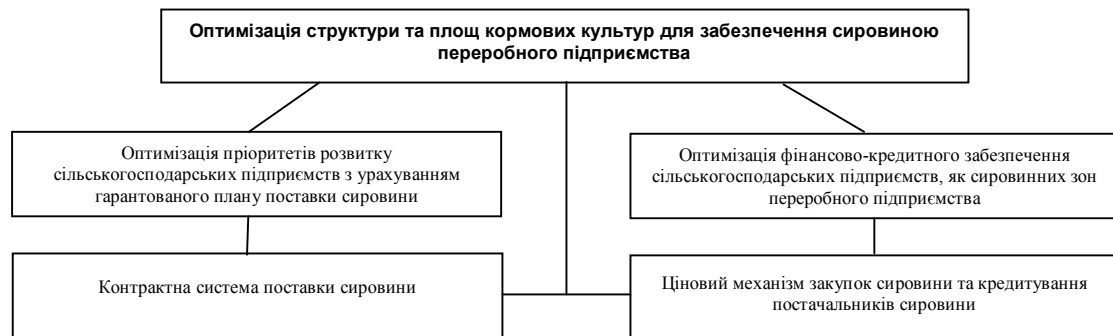 Оптимізація структури та площ кормових культур для забезпечення сировиною
переробного підприємства
Оптимізація пріоритетів розвитку
сільськогосподарських підприємств з урахуванням
гарантованого плану поставки сировини
Оптимізація фінансово-кредитного забезпечення
сільськогосподарських підприємств, як сировинних зон
переробного підприємства
Контрактна система поставки сировини
Ціновий механізм закупок сировини та кредитування
постачальників сировини